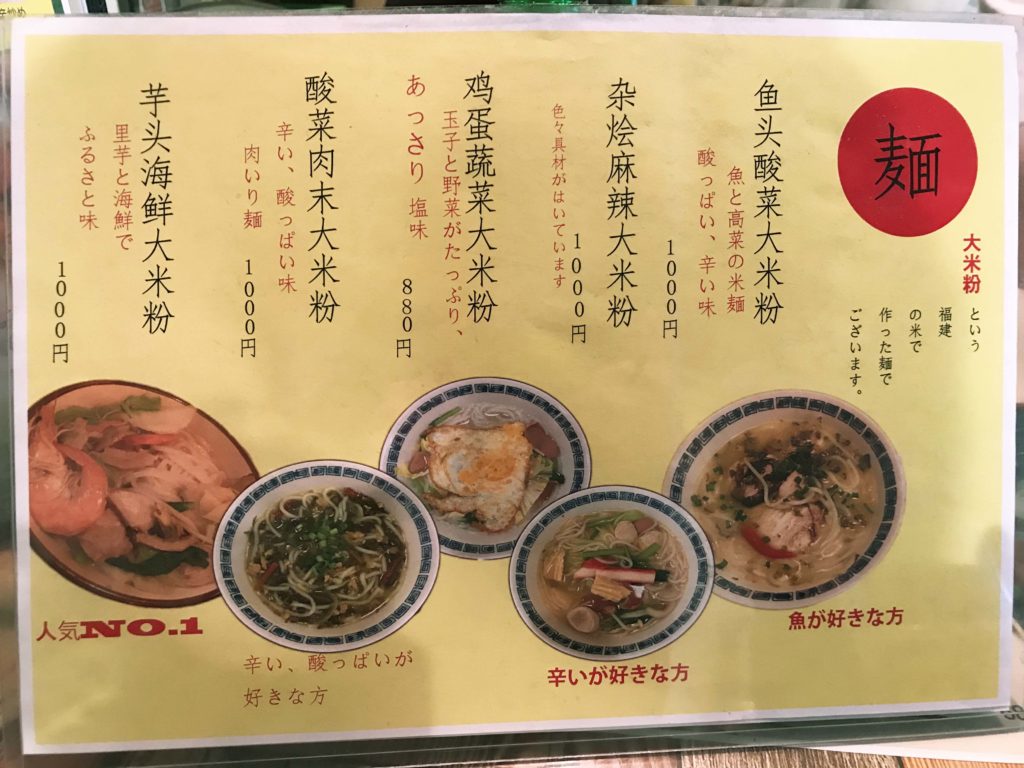 麺
大米粉
という
福建
の米で
作った麺で
ございます。
鱼头酸菜大米粉
魚と高菜の米麺
酸っぱい、辛い味
1000円
杂烩麻辣大米粉
色々具材がはいています
1000円
鸡蛋蔬菜大米粉
玉子と野菜がたっぷり、
あっさり 塩味
880円
酸菜肉末大米粉
辛い、酸っぱい味
肉いり麺
1000円
芋头海鲜大米粉
里芋と海鮮で
ふるさと味
1000円
魚が好きな方
辛いが好きな方
辛い、酸っぱいが
好きな方
人気NO.1